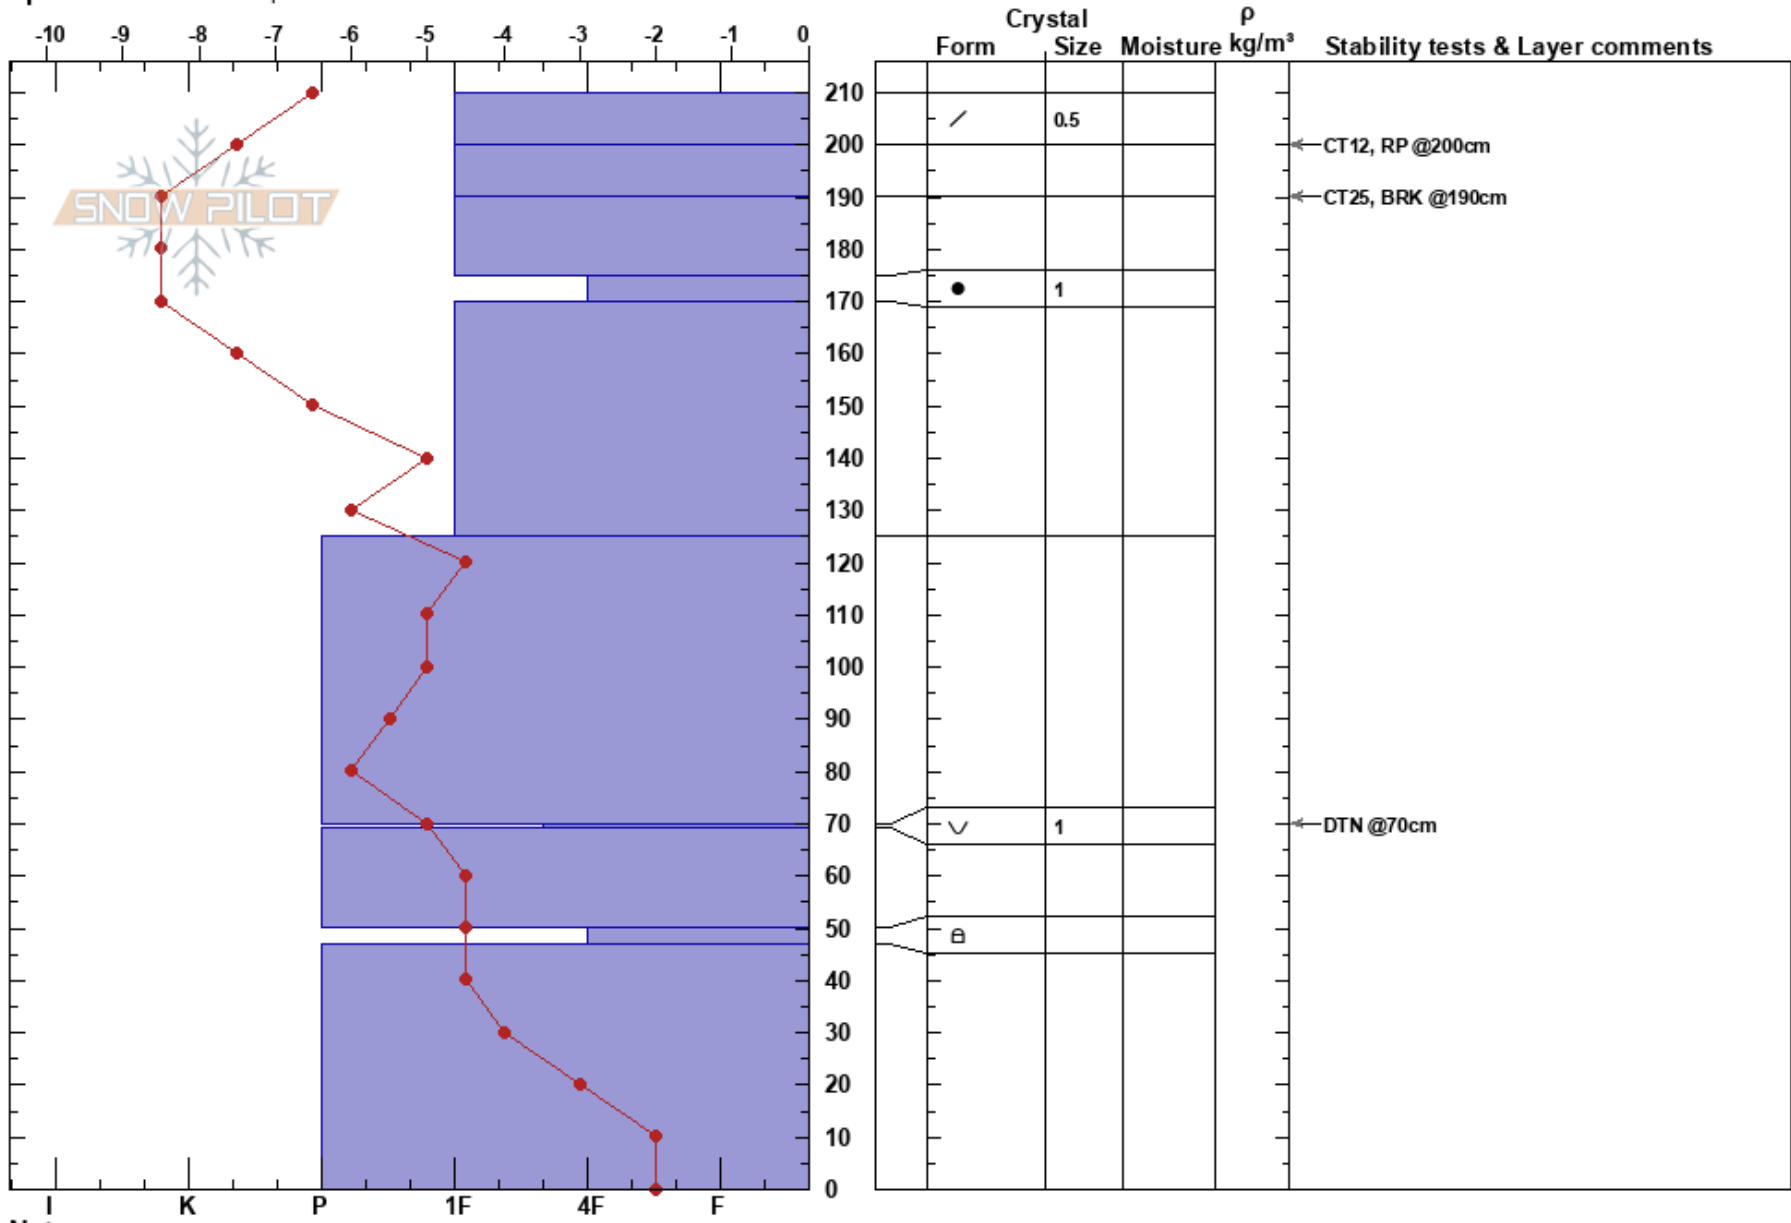 -10 -9 -8 -7 -6 -5 -4 -3 -2 -1 0
Crystal ρ
Form Size Moisture kg/m³ Stability tests & Layer comments
SNOW PILOT
210
0.5
200 CT12, RP @200cm
190 CT25, BRK @190cm
180
170 1
160
150
140
130
120
110
100
90
80
70 1 DTN @70cm
60
50
40
30
20
10
0
I K P 1F 4F F